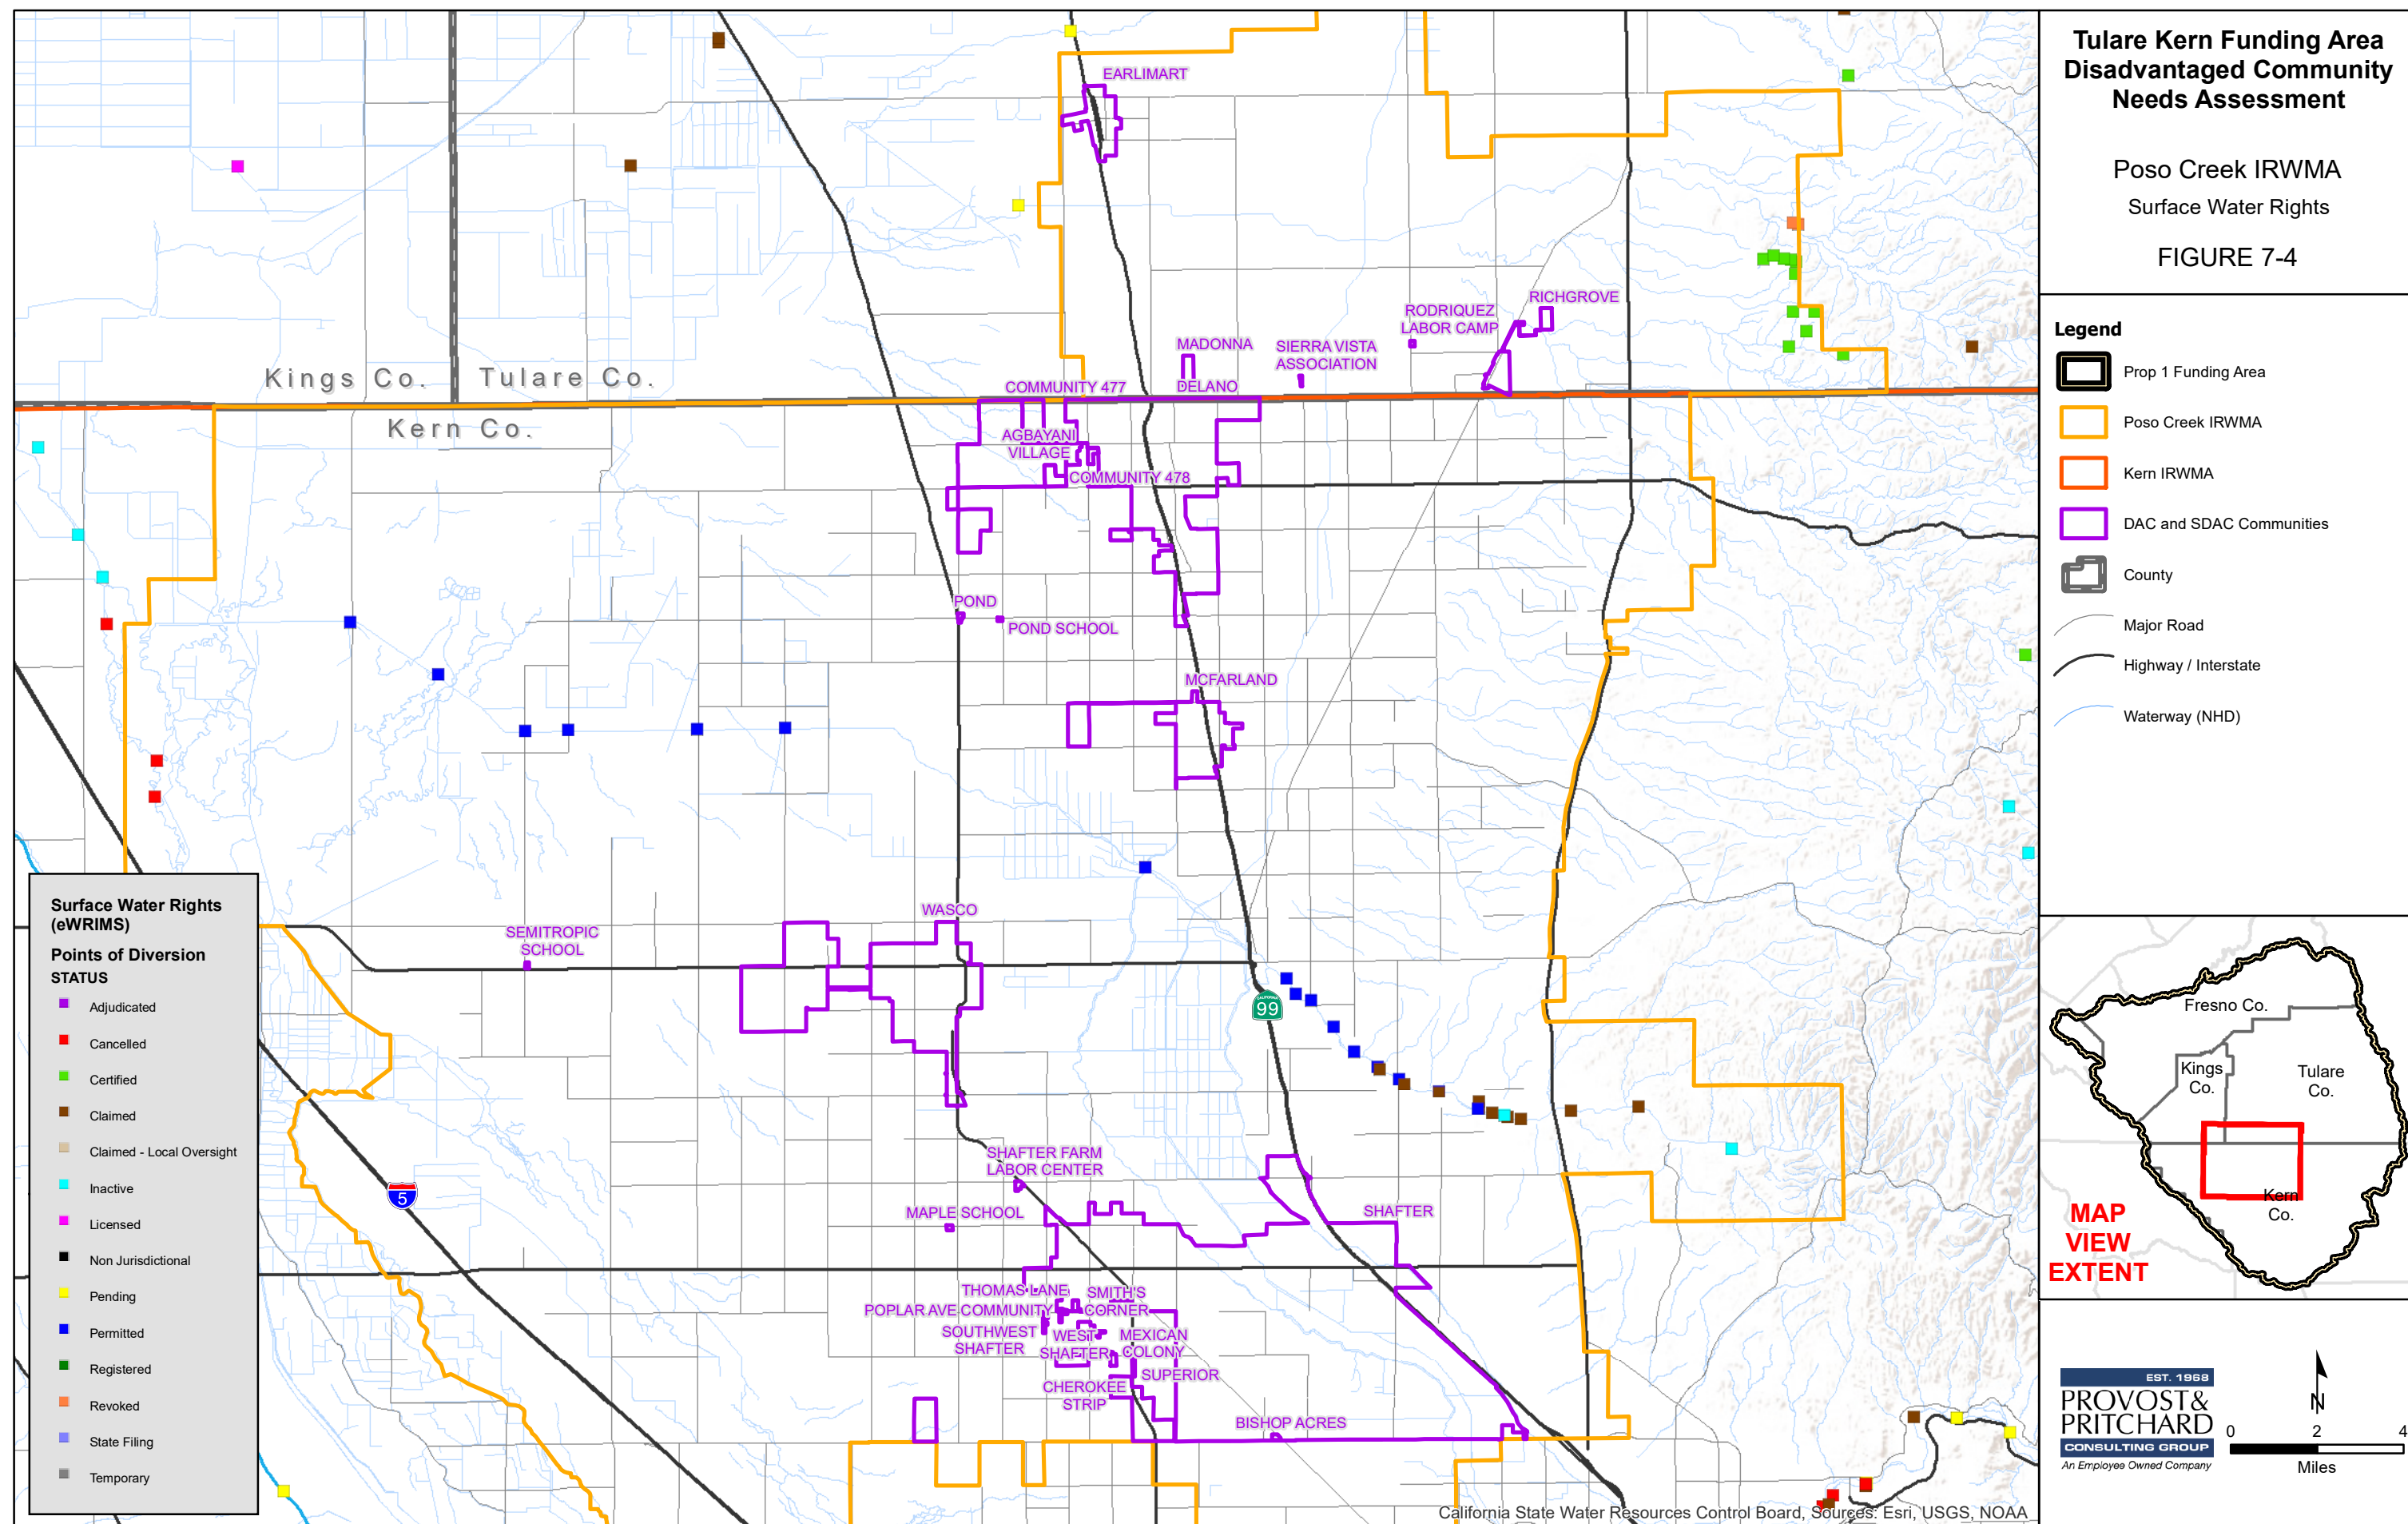 Tulare Kern Funding Area
Disadvantaged Community
Needs Assessment
Poso Creek IRWMA
Surface Water Rights
FIGURE 7-4
Legend
Prop 1 Funding Area
Poso Creek IRWMA
Kern IRWMA
DAC and SDAC Communities
County
Major Road
Highway / Interstate
Waterway (NHD)
EARLIMART
RICHGROVE
RODRIQUEZ
LABOR CAMP
MADONNA
SIERRA VISTA
ASSOCIATION
Kings Co.
Tulare Co.
COMMUNITY 477
DELANO
Kern Co.
AGBAYANI
VILLAGE
COMMUNITY 478
POND
POND SCHOOL
MCFARLAND
WASCO
SEMITROPIC
SCHOOL
CALIFORNIA
99
5
SHAFTER FARM
LABOR CENTER
MAPLE SCHOOL
SHAFTER
THOMAS LANE
SMITH'S
CORNER
POPLAR AVE COMMUNITY
SOUTHWEST
SHAFTER
WEST
SHAFTER
MEXICAN
COLONY
SUPERIOR
CHEROKEE
STRIP
BISHOP ACRES
Surface Water Rights
(eWRIMS)
Points of Diversion
STATUS
Adjudicated
Cancelled
Certified
Claimed
Claimed - Local Oversight
Inactive
Licensed
Non Jurisdictional
Pending
Permitted
Registered
Revoked
State Filing
Temporary
Fresno Co.
Kings
Co.
Tulare
Co.
Kern
Co.
MAP
VIEW
EXTENT
EST. 1968
PROVOST&
PRITCHARD
CONSULTING GROUP
An Employee Owned Company
N
0 2 4
Miles
California State Water Resources Control Board, Sources: Esri, USGS, NOAA